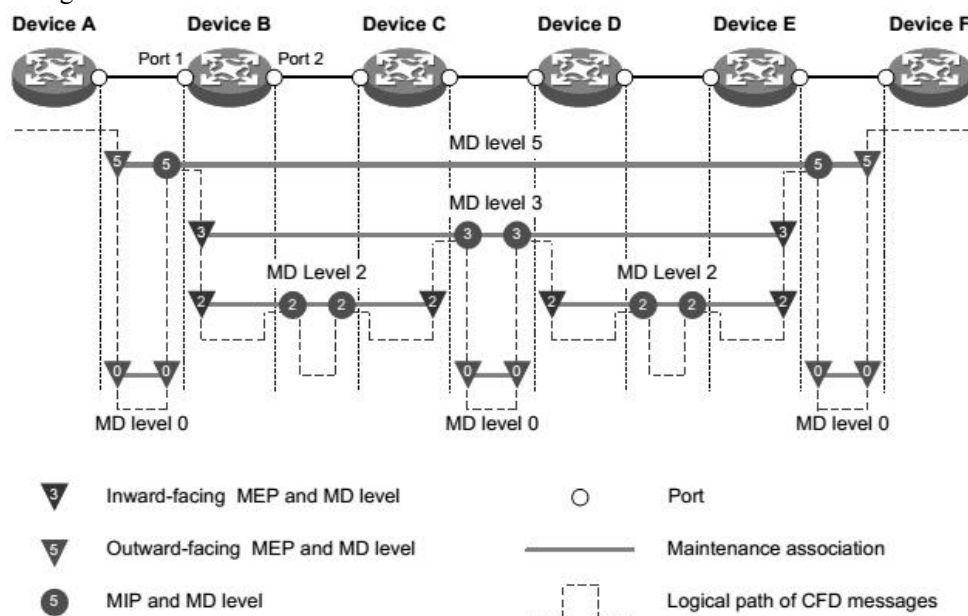 Device A Device B Device C Device D Device E Device F
Port 1 Port 2
MD level 5
5 5 5 5
MD level 3
3 3 3 3
MD Level 2 MD Level 2
2 2 2 2 2 2 2 2
0 0 0 0 0 0
MD level 0 MD level 0 MD level 0
3 Inward-facing MEP and MD level Port
5 Outward-facing MEP and MD level Maintenance association
5 MIP and MD level Logical path of CFD messages